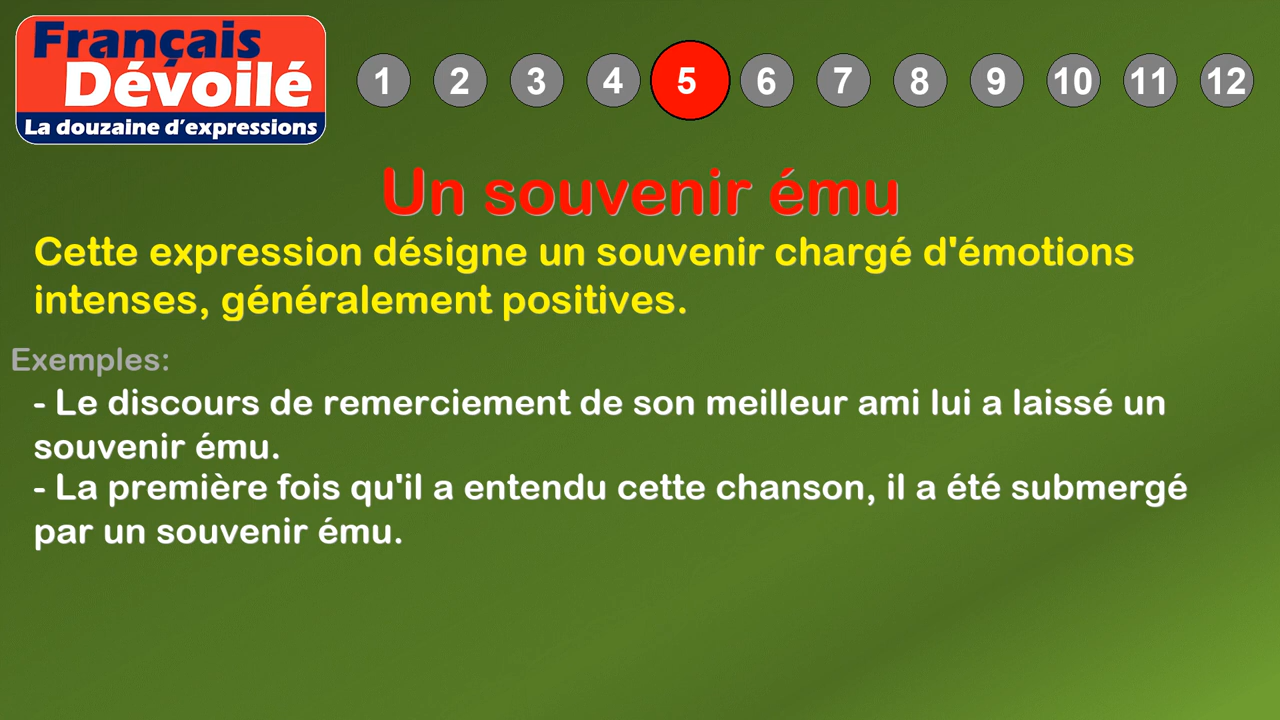 Français
Dévoilé
La douzaine d'expressions
1 2 3 4 5 6 7 8 9 10 11 12
Un souvenir ému
Cette expression désigne un souvenir chargé d'émotions
intenses, généralement positives.
Exemples:
- Le discours de remerciement de son meilleur ami lui a laissé un
souvenir ému.
- La première fois qu'il a entendu cette chanson, il a été submergé
par un souvenir ému.